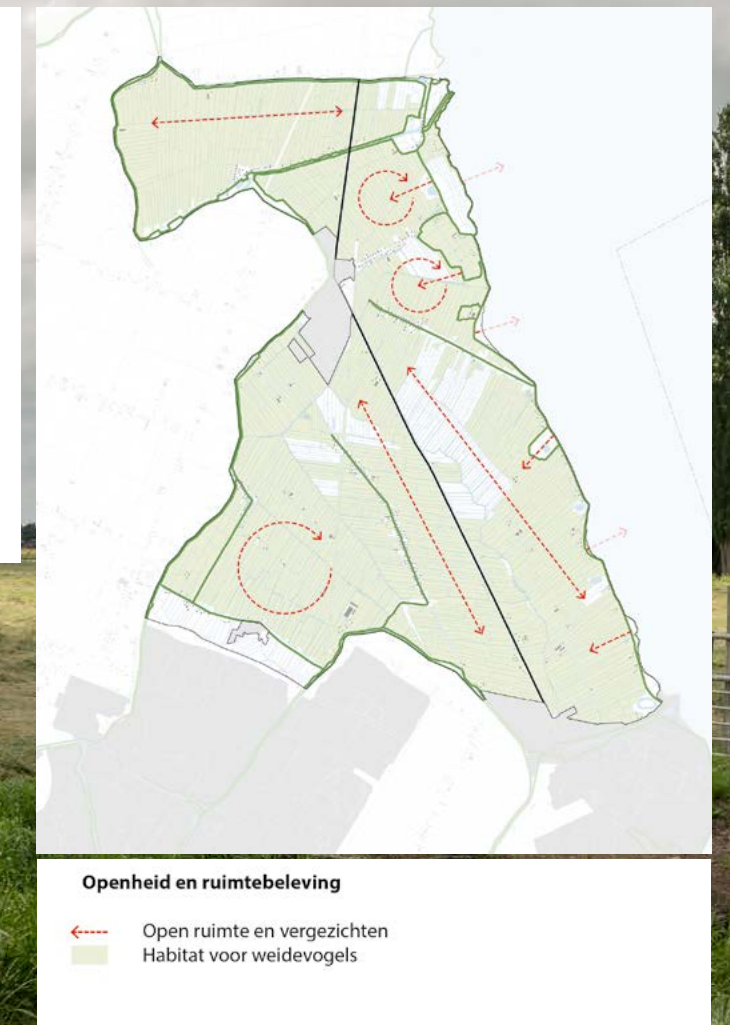 Openheid en ruimtebeleving
Open ruimte en vergezichten
Habitat voor weidevogels